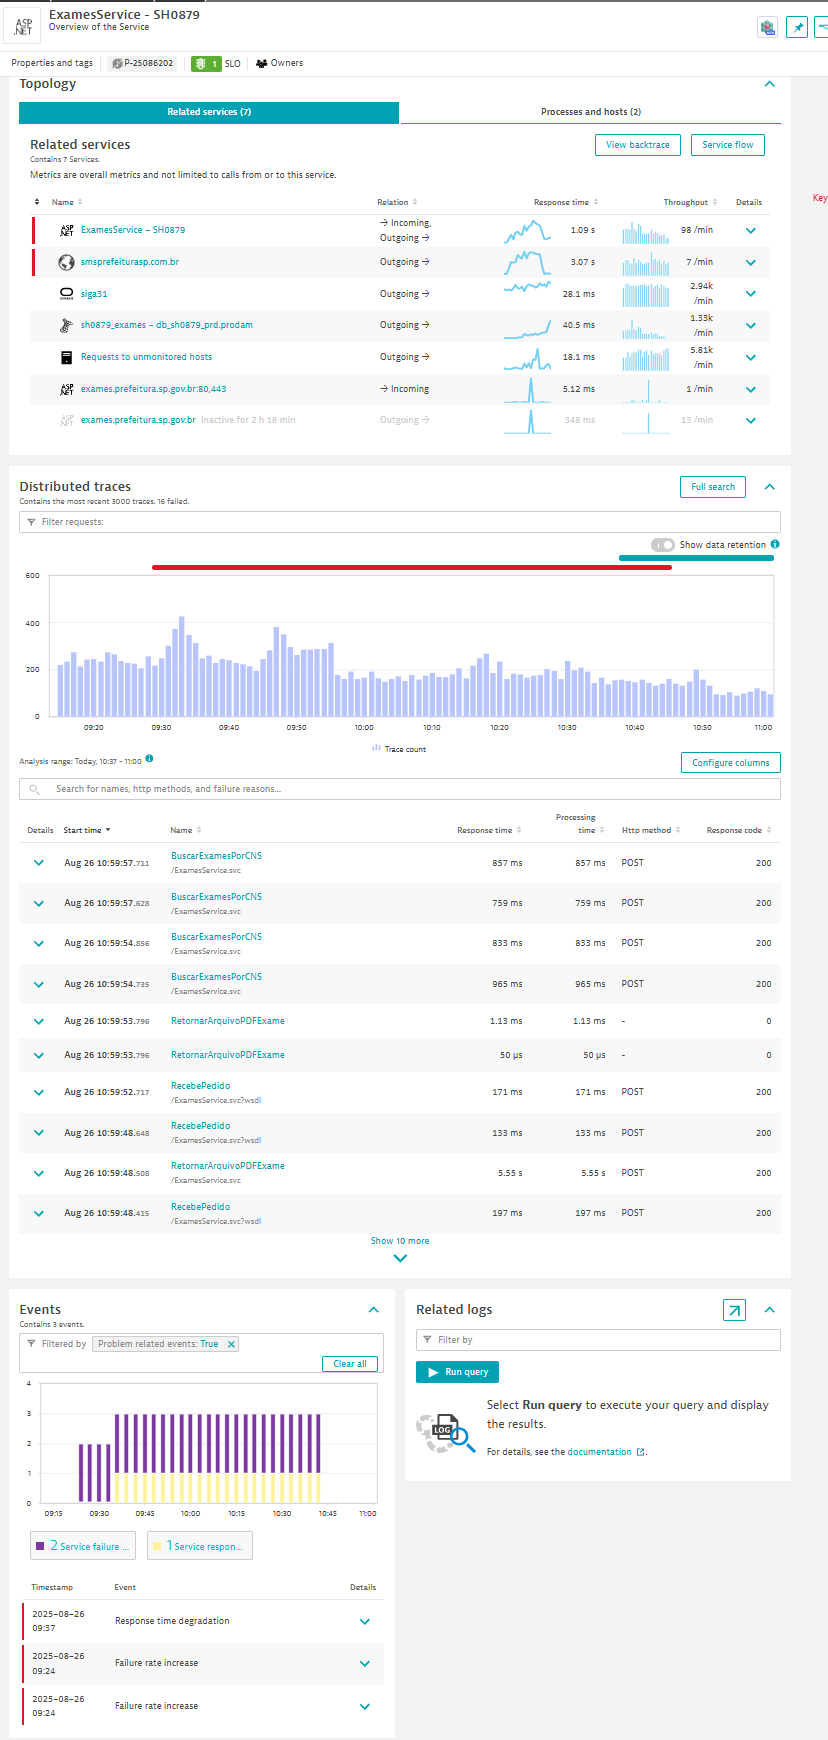 ASP
.NET
ExamesService - SH0879
Overview of the Service
Properties and tags
P-25086202
1 SLO
Owners
Topology
Related services (7)
Processes and hosts (2)
Related services
Contains 7 Services.
View backtrace
Service flow
Metrics are overall metrics and not limited to calls from or to this service.
Key
Name Relation Response time Throughput Details
ASP
.NET
ExamesService – SH0879 → Incoming, Outgoing → 1.09 s 98 /min
smsprefeiturasp.com.br Outgoing → 3.07 s 7 /min
siga31 Outgoing → 28.1 ms 2.94k /min
sh0879_exames – db_sh0879_prd.prodam Outgoing → 40.5 ms 1.33k /min
Requests to unmonitored hosts Outgoing → 18.1 ms 5.81k /min
ASP
.NET
exames.prefeitura.sp.gov.br:80,443 → Incoming 5.12 ms 1 /min
ASP
.NET
exames.prefeitura.sp.gov.br Inactive for 2 h 16 min Outgoing → 348 ms 13 /min
Distributed traces
Contains the most recent 3000 traces. 16 failed.
Full search
Filter requests:
Show data retention
600
400
200
0
09:20 09:30 09:40 09:50 10:00 10:10 10:20 10:30 10:40 10:50 11:00
Trace count
Analysis range: Today, 10:37 - 11:00
Configure columns
Search for names, http methods, and failure reasons...
Details Start time Name Response time Processing time Http method Response code
Aug 26 10:59:57.711 BuscarExamesPorCNS 857 ms 857 ms POST 200
/ExamesService.svc
Aug 26 10:59:57.628 BuscarExamesPorCNS 759 ms 759 ms POST 200
/ExamesService.svc
Aug 26 10:59:54.856 BuscarExamesPorCNS 833 ms 833 ms POST 200
/ExamesService.svc
Aug 26 10:59:54.735 BuscarExamesPorCNS 965 ms 965 ms POST 200
/ExamesService.svc
Aug 26 10:59:53.796 RetornarArquivoPDFExame 1.13 ms 1.13 ms - 0
Aug 26 10:59:53.796 RetornarArquivoPDFExame 50 µs 50 µs - 0
Aug 26 10:59:52.717 RecebePedido 171 ms 171 ms POST 200
/ExamesService.svc?wsdl
Aug 26 10:59:48.648 RecebePedido 133 ms 133 ms POST 200
/ExamesService.svc?wsdl
Aug 26 10:59:48.508 RetornarArquivoPDFExame 5.55 s 5.55 s POST 200
/ExamesService.svc
Aug 26 10:59:48.415 RecebePedido 197 ms 197 ms POST 200
/ExamesService.svc?wsdl
Show 10 more
Events
Contains 3 events.
Filtered by Problem related events: True ✕
Clear all
4
3
2
1
0
09:15 09:30 09:45 10:00 10:15 10:30 10:45 11:00
2 Service failure ...
1 Service respon...
Timestamp Event Details
2025-08-26 09:37 Response time degradation
2025-08-26 09:24 Failure rate increase
2025-08-26 09:24 Failure rate increase
Related logs
Filter by
Run query
LOG
Select Run query to execute your query and display
the results.
For details, see the documentation.